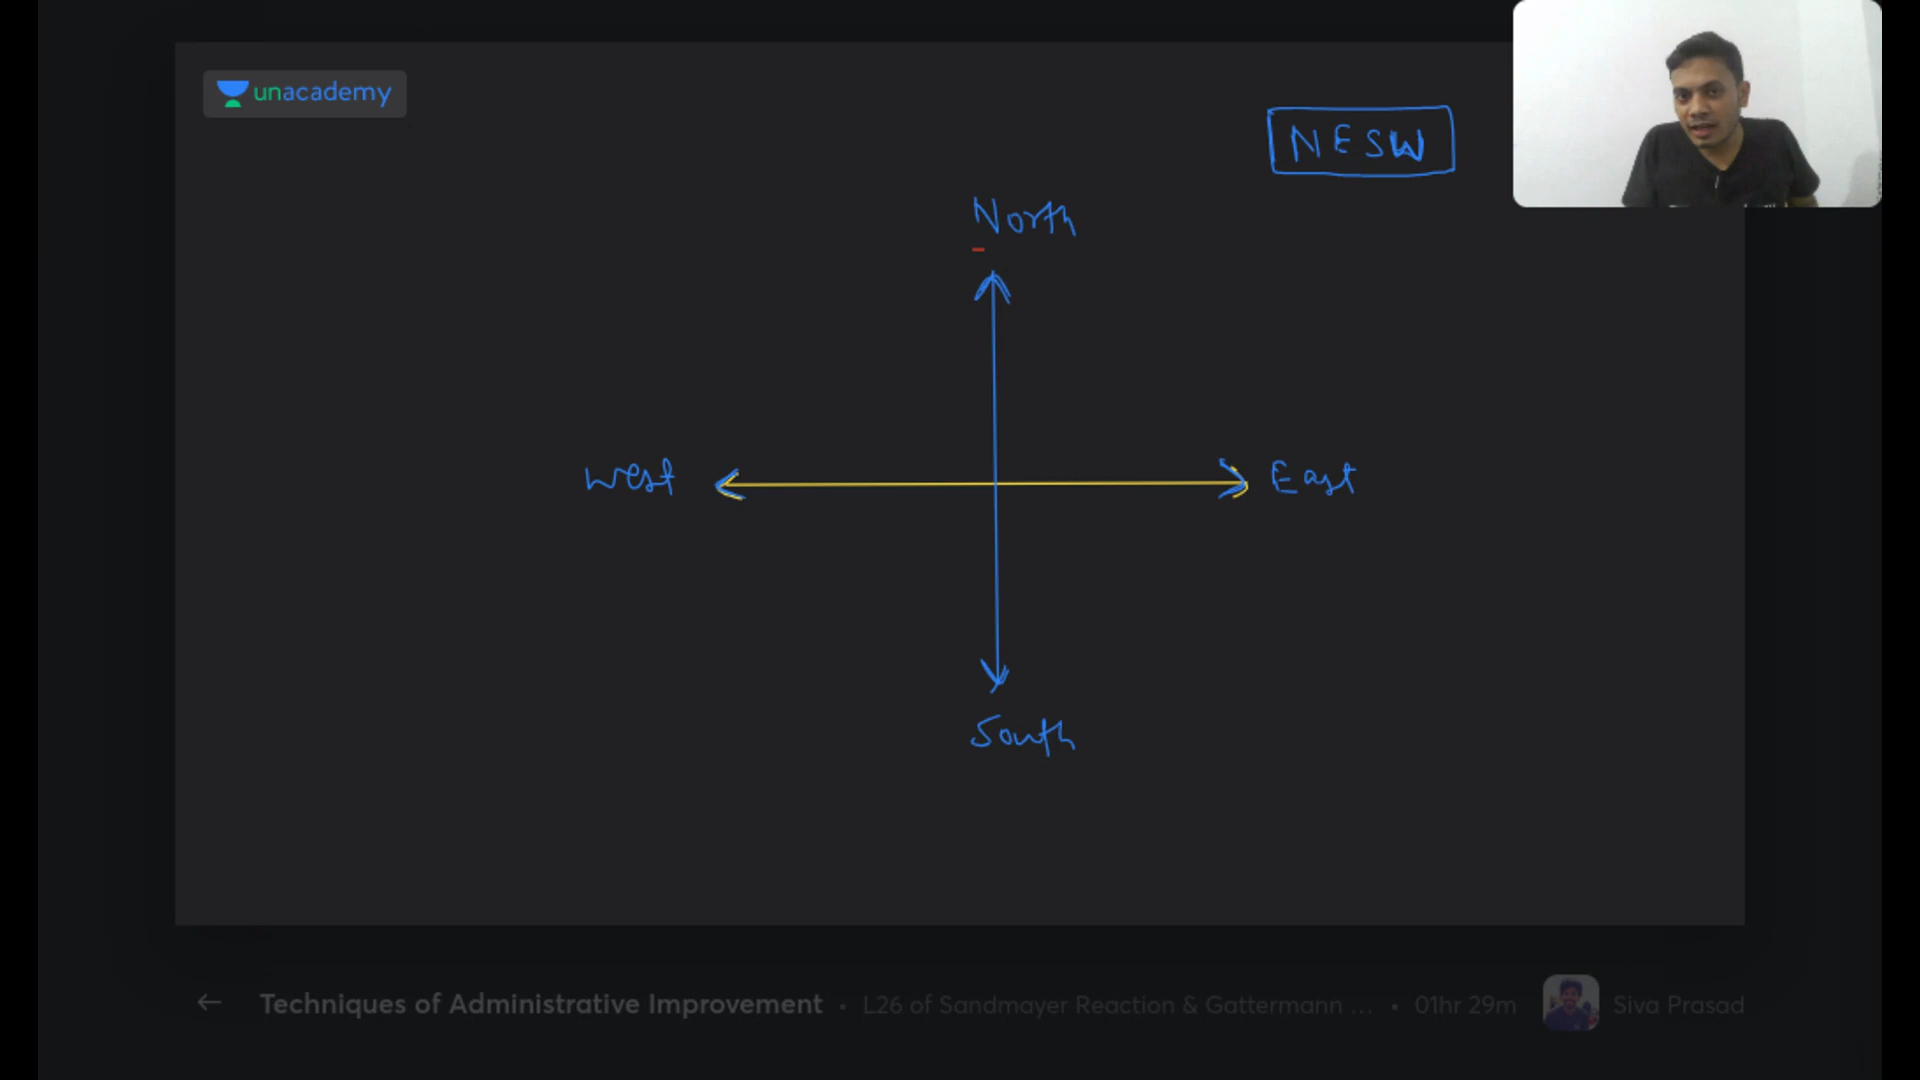 unacademy
NESW
North
West
East
South
Techniques of Administrative Improvement • L26 of Sandmayer Reaction & Gattermann ... • 01hr 29m Siva Prasad